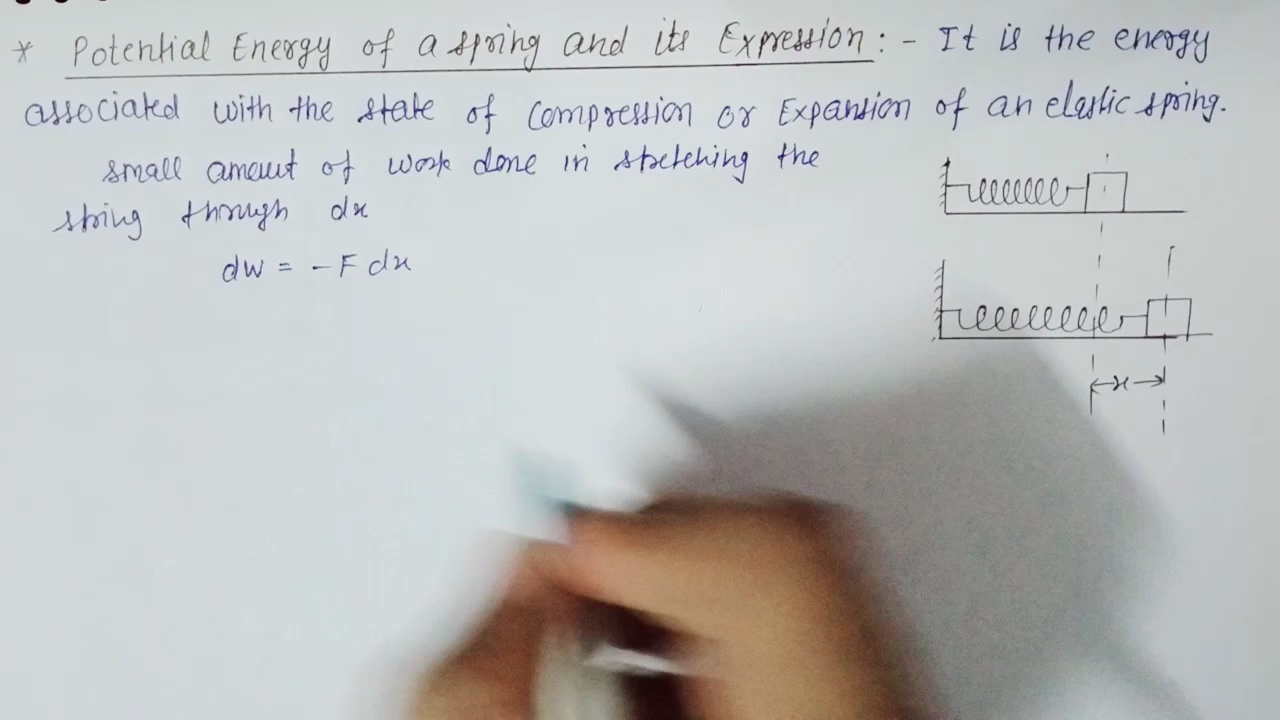 * Potential Energy of a spring and its Expression : - It is the energy
associated with the state of compression or Expansion of an elastic spring.
small amount of work done in stretching the
string through dx
dW = - F dx
x